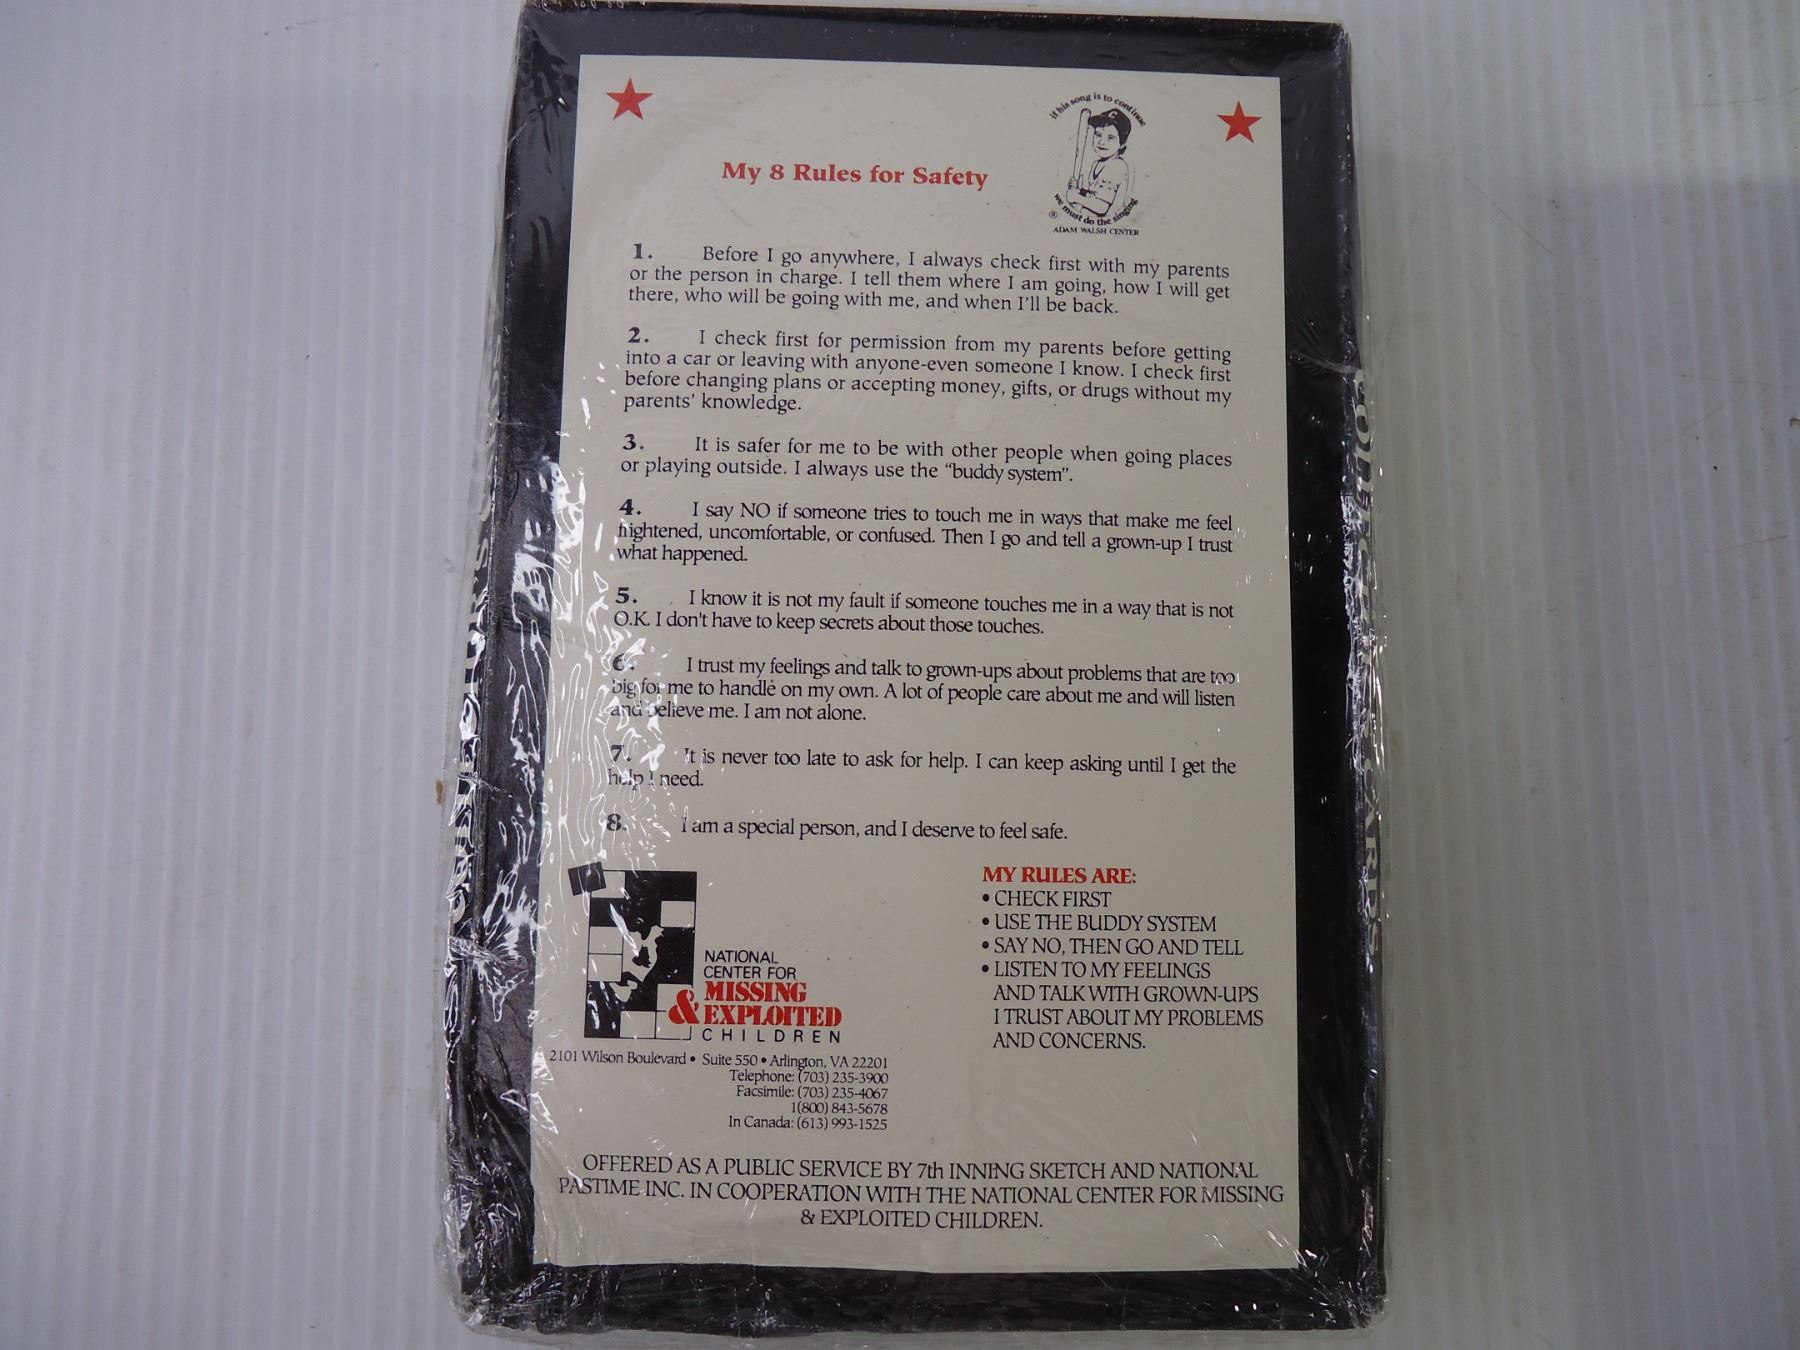 if his song is to continue
we must do the singing
®
ADAM WALSH CENTER
My 8 Rules for Safety
1. Before I go anywhere, I always check first with my parents
or the person in charge. I tell them where I am going, how I will get
there, who will be going with me, and when I'll be back.
2. I check first for permission from my parents before getting
into a car or leaving with anyone-even someone I know. I check first
before changing plans or accepting money, gifts, or drugs without my
parents' knowledge.
3. It is safer for me to be with other people when going places
or playing outside. I always use the "buddy system".
4. I say NO if someone tries to touch me in ways that make me feel
frightened, uncomfortable, or confused. Then I go and tell a grown-up I trust
what happened.
5. I know it is not my fault if someone touches me in a way that is not
O.K. I don't have to keep secrets about those touches.
6. I trust my feelings and talk to grown-ups about problems that are too
big for me to handle on my own. A lot of people care about me and will listen
and believe me. I am not alone.
7. It is never too late to ask for help. I can keep asking until I get the
help I need.
8. I am a special person, and I deserve to feel safe.
NATIONAL
CENTER FOR
MISSING
& EXPLOITED
CHILDREN
2101 Wilson Boulevard • Suite 550 • Arlington, VA 22201
Telephone: (703) 235-3900
Facsimile: (703) 235-4067
1(800) 843-5678
In Canada: (613) 993-1525
MY RULES ARE:
• CHECK FIRST
• USE THE BUDDY SYSTEM
• SAY NO, THEN GO AND TELL
• LISTEN TO MY FEELINGS
AND TALK WITH GROWN-UPS
I TRUST ABOUT MY PROBLEMS
AND CONCERNS.
OFFERED AS A PUBLIC SERVICE BY 7th INNING SKETCH AND NATIONAL
PASTIME INC. IN COOPERATION WITH THE NATIONAL CENTER FOR MISSING
& EXPLOITED CHILDREN.